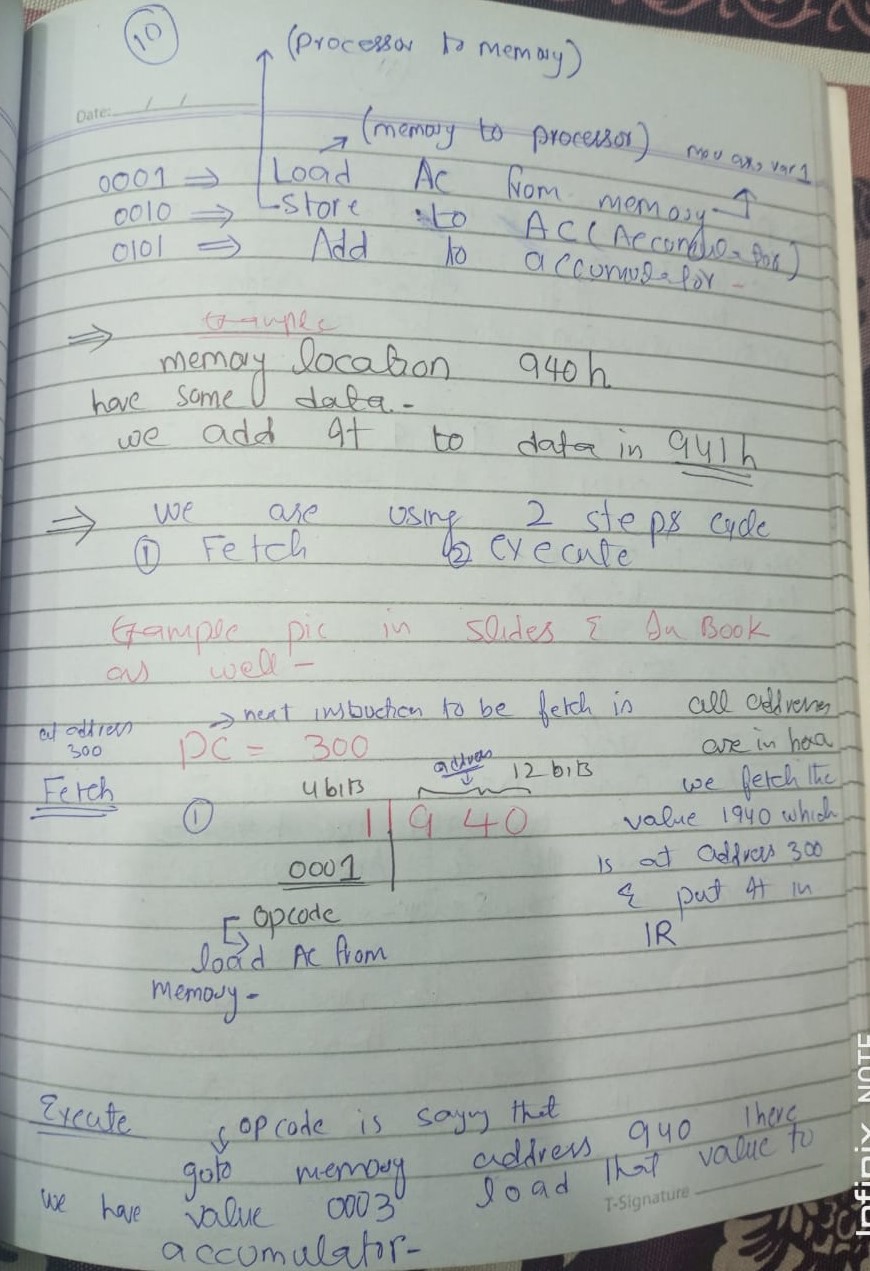 10
(processor to memory)
Date: / /
(memory to processor)
mov ax, var1
0001 ⇒ Load AC from memory
0010 ⇒ Store to AC (Accomulator)
0101 ⇒ Add to accomulator -
⇒ Example
memory location 940h
have some data -
we add it to data in 941h
⇒ we are using 2 steps cycle
① Fetch ② execute
Example pic in slides & In Book
as well -
→ next instruction to be fetch in
at address
300
PC = 300
all addresses
are in hexa
we fetch the
value 1940 which
is at address 300
& put it in
IR
Fetch
①
4 bits
address
12 bits
1 | 9 40
0001
opcode
load AC from
memory -
Execute
opcode is saying that
goto memory address 940 there
we have value 0003 load that value to
accomulator -
T-Signature
Infinix NOTE